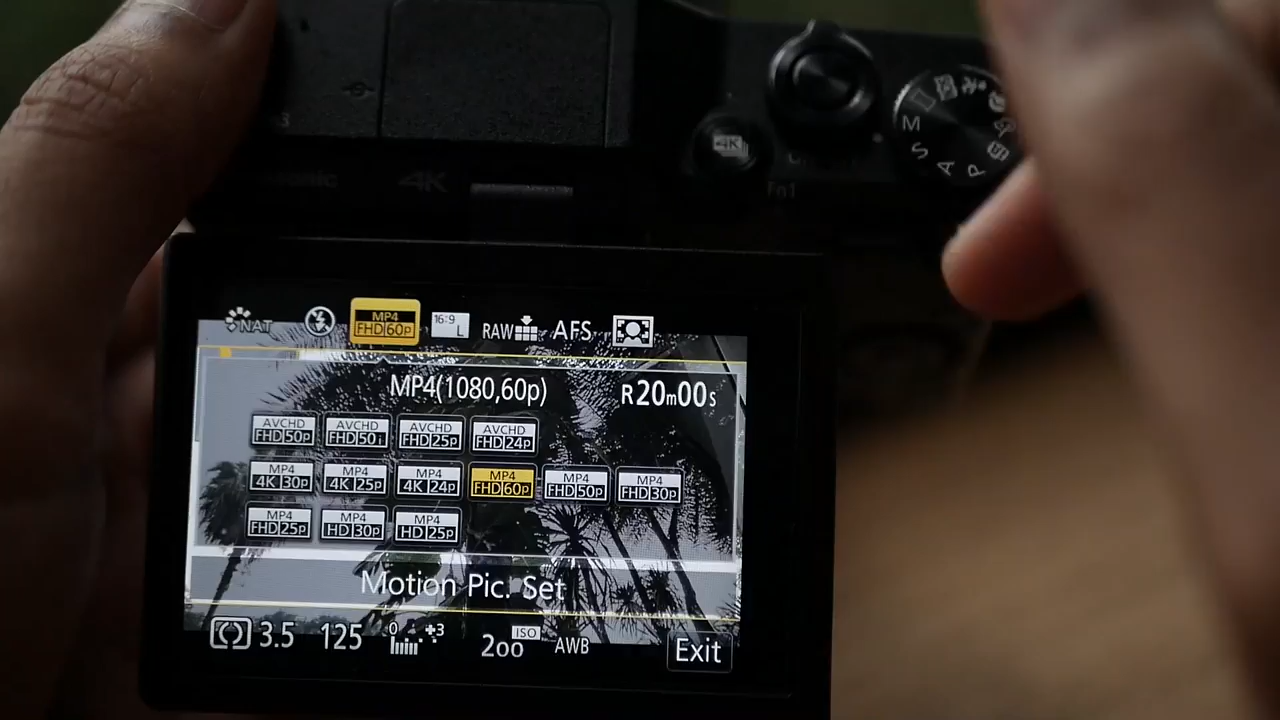 4K
M
S
A
P
4K
Fn1
NAT
MP4
FHD 60p
16:9
L
RAW
AFS
MP4(1080,60p)
R20m00s
AVCHD
FHD 50p
AVCHD
FHD 50i
AVCHD
FHD 25p
AVCHD
FHD 24p
MP4
4K 30p
MP4
4K 25p
MP4
4K 24p
MP4
FHD 60p
MP4
FHD 50p
MP4
FHD 30p
MP4
FHD 25p
MP4
HD 30p
MP4
HD 25p
Motion Pic. Set
3.5
125
0
+3
ISO
200
AWB
Exit